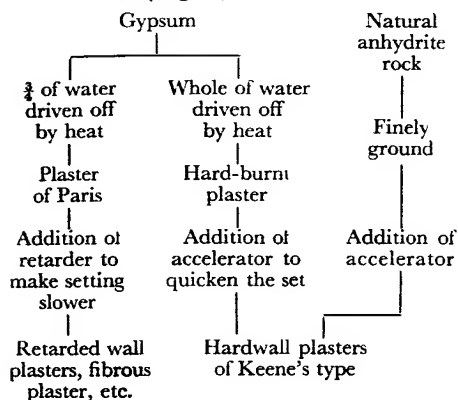 Gypsum
Natural
anhydrite
rock
¾ of water
driven off
by heat
Whole of water
driven off
by heat
Finely
ground
Plaster
of Paris
Hard-burnt
plaster
Addition of
retarder to
make setting
slower
Addition of
accelerator to
quicken the set
Addition of
accelerator
Retarded wall
plasters, fibrous
plaster, etc.
Hardwall plasters
of Keene's type